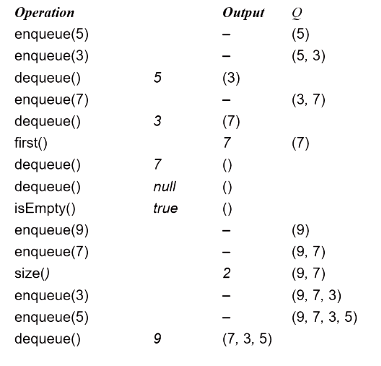 Operation Output Q
enqueue(5) – (5)
enqueue(3) – (5, 3)
dequeue() 5 (3)
enqueue(7) – (3, 7)
dequeue() 3 (7)
first() 7 (7)
dequeue() 7 ()
dequeue() null ()
isEmpty() true ()
enqueue(9) – (9)
enqueue(7) – (9, 7)
size() 2 (9, 7)
enqueue(3) – (9, 7, 3)
enqueue(5) – (9, 7, 3, 5)
dequeue() 9 (7, 3, 5)